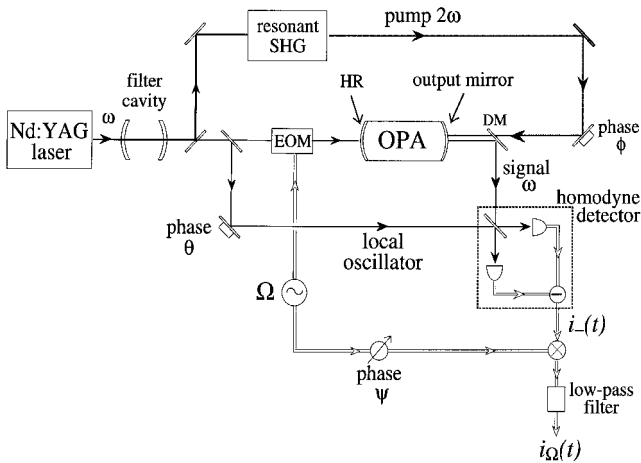 resonant
SHG
pump 2ω
filter
cavity
HR
output mirror
Nd:YAG
laser
ω
EOM
OPA
DM
phase
ϕ
signal
ω
homodyne
detector
phase
θ
local
oscillator
Ω
−
i₋(t)
phase
ψ
low-pass
filter
iΩ(t)